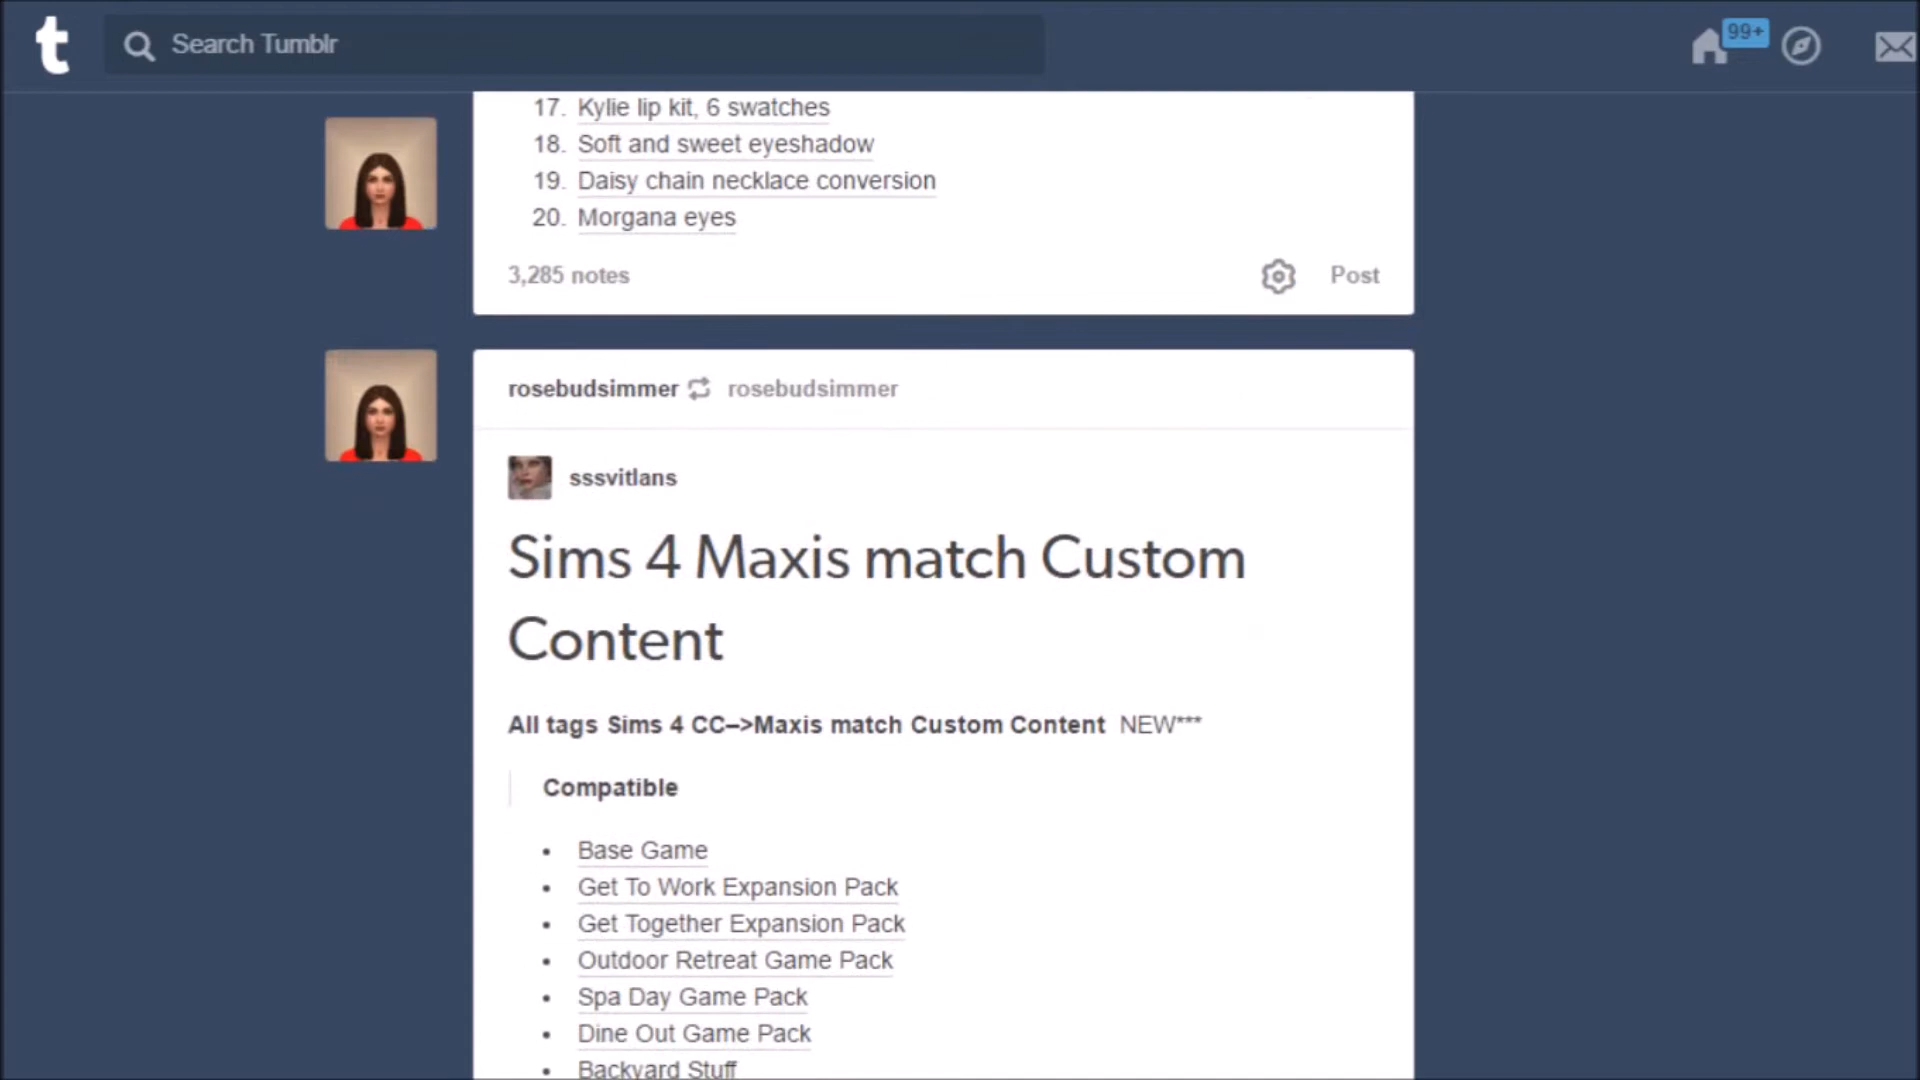 t
Search Tumblr
99+
17. Kylie lip kit, 6 swatches
18. Soft and sweet eyeshadow
19. Daisy chain necklace conversion
20. Morgana eyes
3,285 notes
Post
rosebudsimmer rosebudsimmer
sssvitlans
Sims 4 Maxis match Custom
Content
All tags Sims 4 CC–>Maxis match Custom Content NEW***
Compatible
• Base Game
• Get To Work Expansion Pack
• Get Together Expansion Pack
• Outdoor Retreat Game Pack
• Spa Day Game Pack
• Dine Out Game Pack
• Backyard Stuff